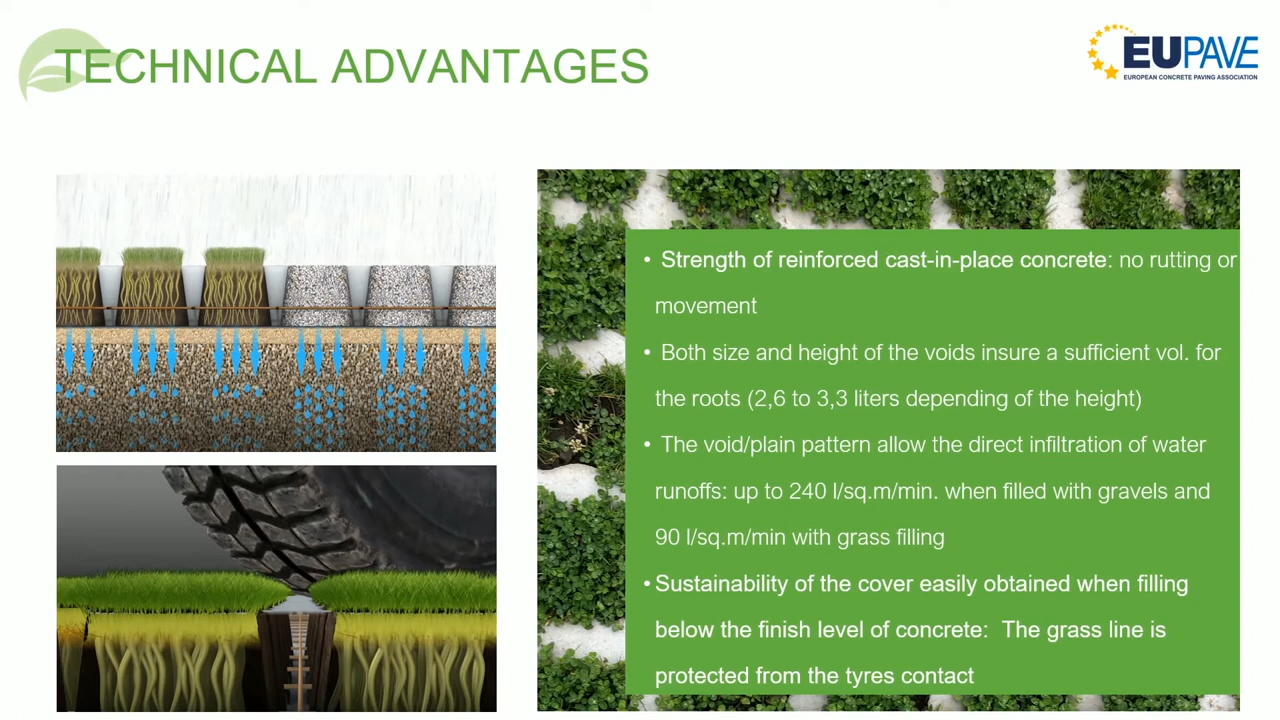 TECHNICAL ADVANTAGES
EUPAVE
EUROPEAN CONCRETE PAVING ASSOCIATION
• Strength of reinforced cast-in-place concrete: no rutting or
movement
• Both size and height of the voids insure a sufficient vol. for
the roots (2,6 to 3,3 liters depending of the height)
• The void/plain pattern allow the direct infiltration of water
runoffs: up to 240 l/sq.m/min. when filled with gravels and
90 l/sq.m/min with grass filling
• Sustainability of the cover easily obtained when filling
below the finish level of concrete: The grass line is
protected from the tyres contact